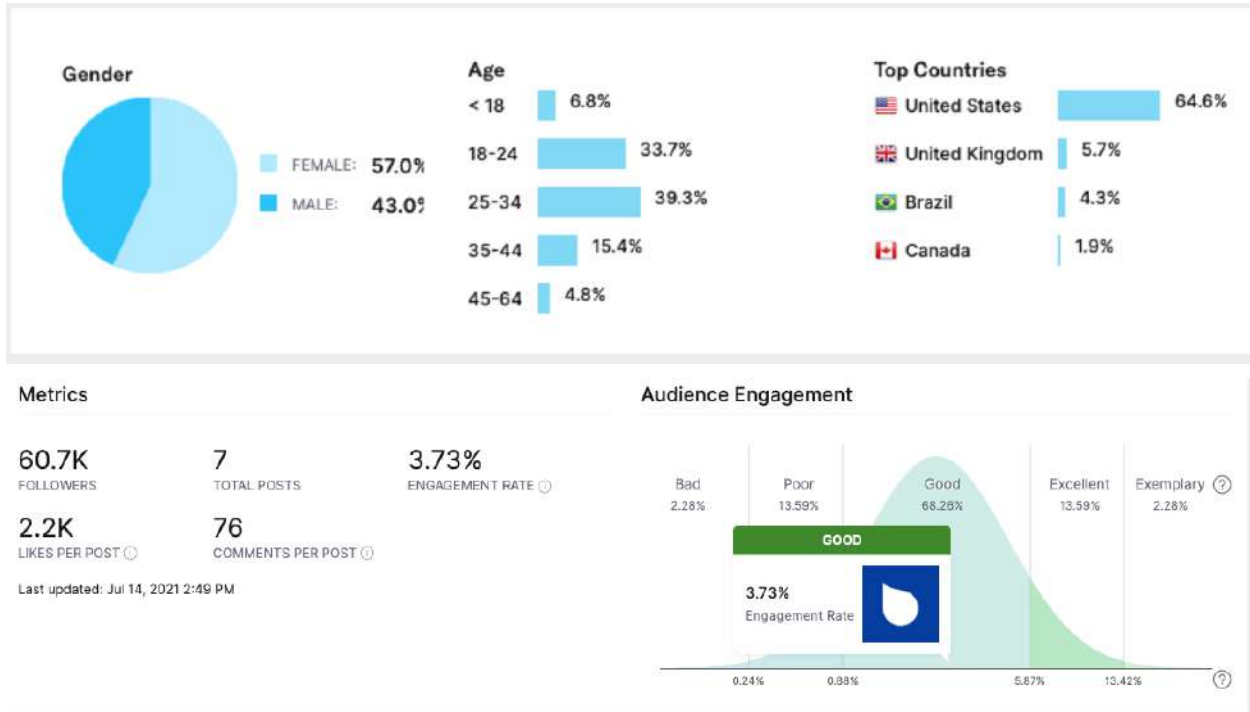 Gender
FEMALE: 57.0%
MALE: 43.0%
Age
< 18 6.8%
18-24 33.7%
25-34 39.3%
35-44 15.4%
45-64 4.8%
Top Countries
United States 64.6%
United Kingdom 5.7%
Brazil 4.3%
Canada 1.9%
Metrics
60.7K
FOLLOWERS
7
TOTAL POSTS
3.73%
ENGAGEMENT RATE
2.2K
LIKES PER POST
76
COMMENTS PER POST
Last updated: Jul 14, 2021 2:49 PM
Audience Engagement
Bad
2.28%
Poor
13.59%
Good
68.26%
Excellent
13.59%
Exemplary ?
2.28%
GOOD
3.73%
Engagement Rate
0.24% 0.88% 5.87% 13.42% ?